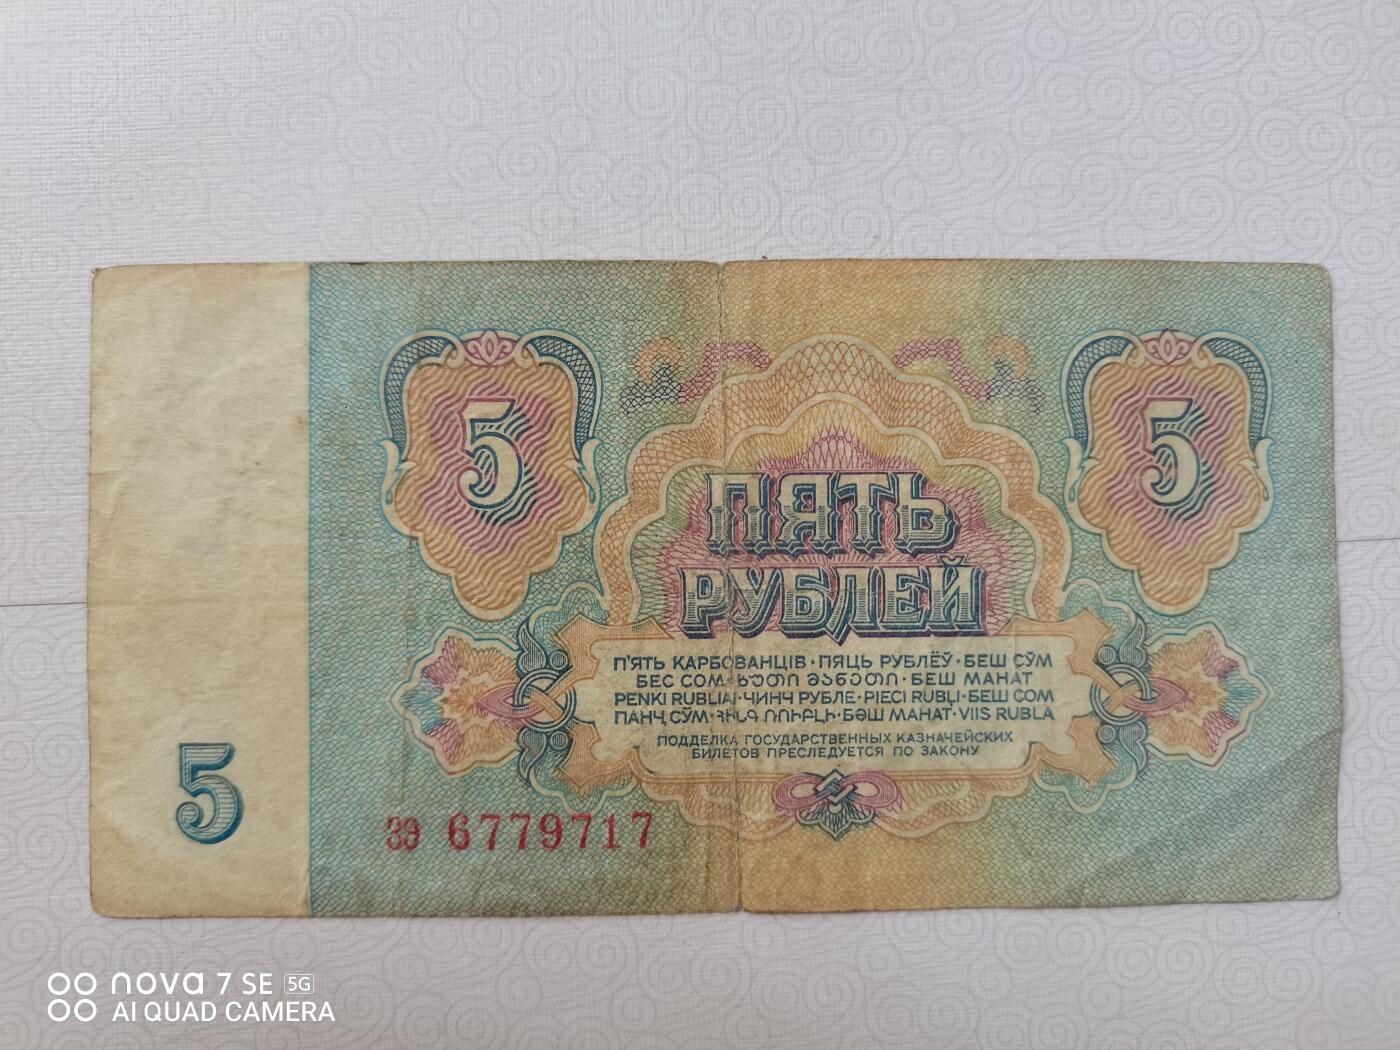 5
5
ПЯТЬ
РУБЛЕЙ
П'ЯТЬ КАРБОВАНЦІВ · ПЯЦЬ РУБЛЁЎ · БЕШ СЎМ
БЕС СОМ · ხუთი მანეთი · БЕШ МАНАТ
PENKI RUBLIAI · ЧИНЧ РУБЛЕ · PIECI RUBĻI · БЕШ СОМ
ПАНҶ СӮМ · ՀԻՆԳ ՌՈՒԲԼԻ · БӘШ МАНАТ · VIIS RUBLA
ПОДДЕЛКА ГОСУДАРСТВЕННЫХ КАЗНАЧЕЙСКИХ
БИЛЕТОВ ПРЕСЛЕДУЕТСЯ ПО ЗАКОНУ
5
ЗЭ 6779717
nova 7 SE 5G
AI QUAD CAMERA